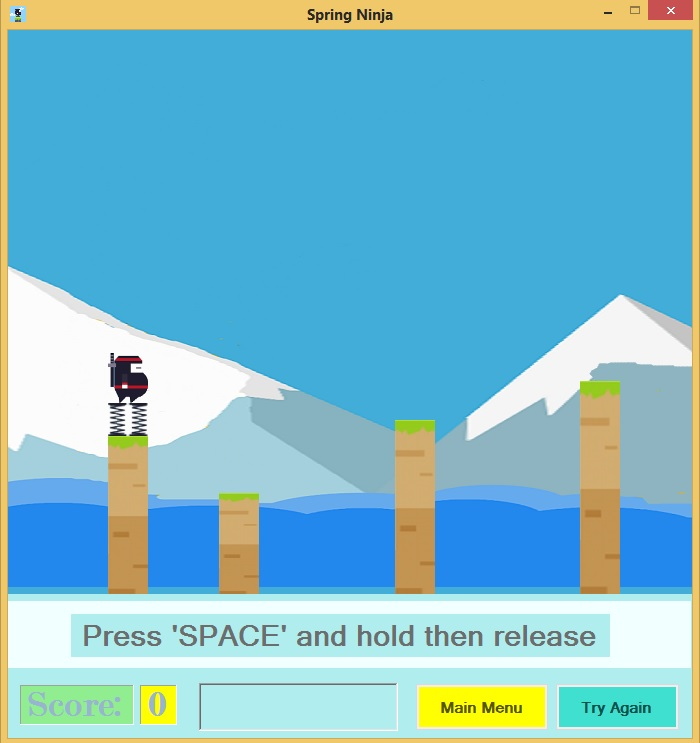 Spring Ninja
Press 'SPACE' and hold then release
Score: 0
Main Menu
Try Again